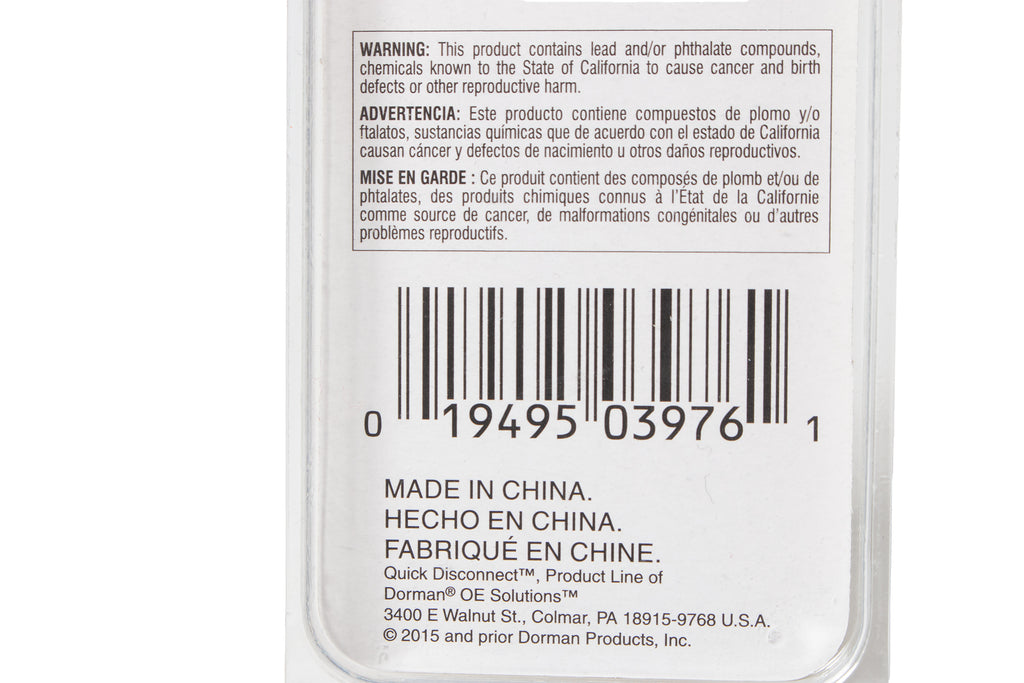 WARNING: This product contains lead and/or phthalate compounds,
chemicals known to the State of California to cause cancer and birth
defects or other reproductive harm.
ADVERTENCIA: Este producto contiene compuestos de plomo y/o
ftalatos, sustancias químicas que de acuerdo con el estado de California
causan cáncer y defectos de nacimiento u otros daños reproductivos.
MISE EN GARDE : Ce produit contient des composés de plomb et/ou de
phtalates, des produits chimiques connus à l'État de la Californie
comme source de cancer, de malformations congénitales ou d'autres
problèmes reproductifs.
0 19495 03976 1
MADE IN CHINA.
HECHO EN CHINA.
FABRIQUÉ EN CHINE.
Quick Disconnect™, Product Line of
Dorman® OE Solutions™
3400 E Walnut St., Colmar, PA 18915-9768 U.S.A.
© 2015 and prior Dorman Products, Inc.